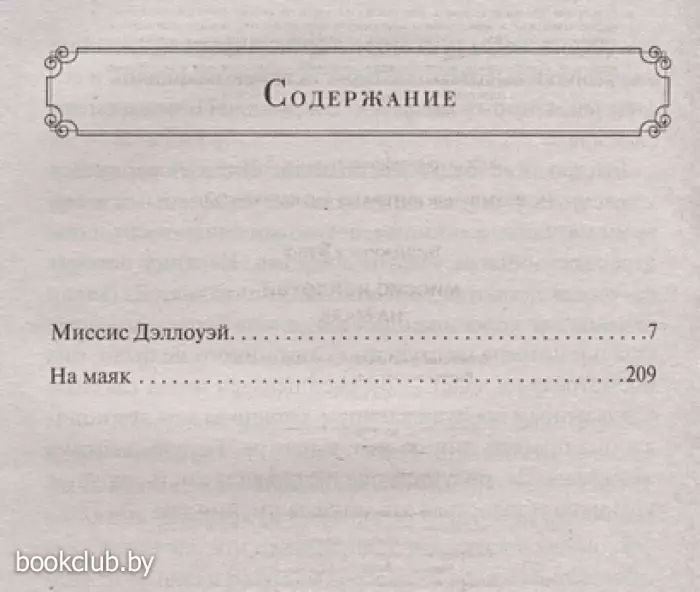 Содержание
Миссис Дэллоуэй. . . . . . . . . . . . . . . . . . . . . . . . . . . . . . . . . . . . . . . . . . . 7
На маяк . . . . . . . . . . . . . . . . . . . . . . . . . . . . . . . . . . . . . . . . . . . . . . . . . 209
bookclub.by